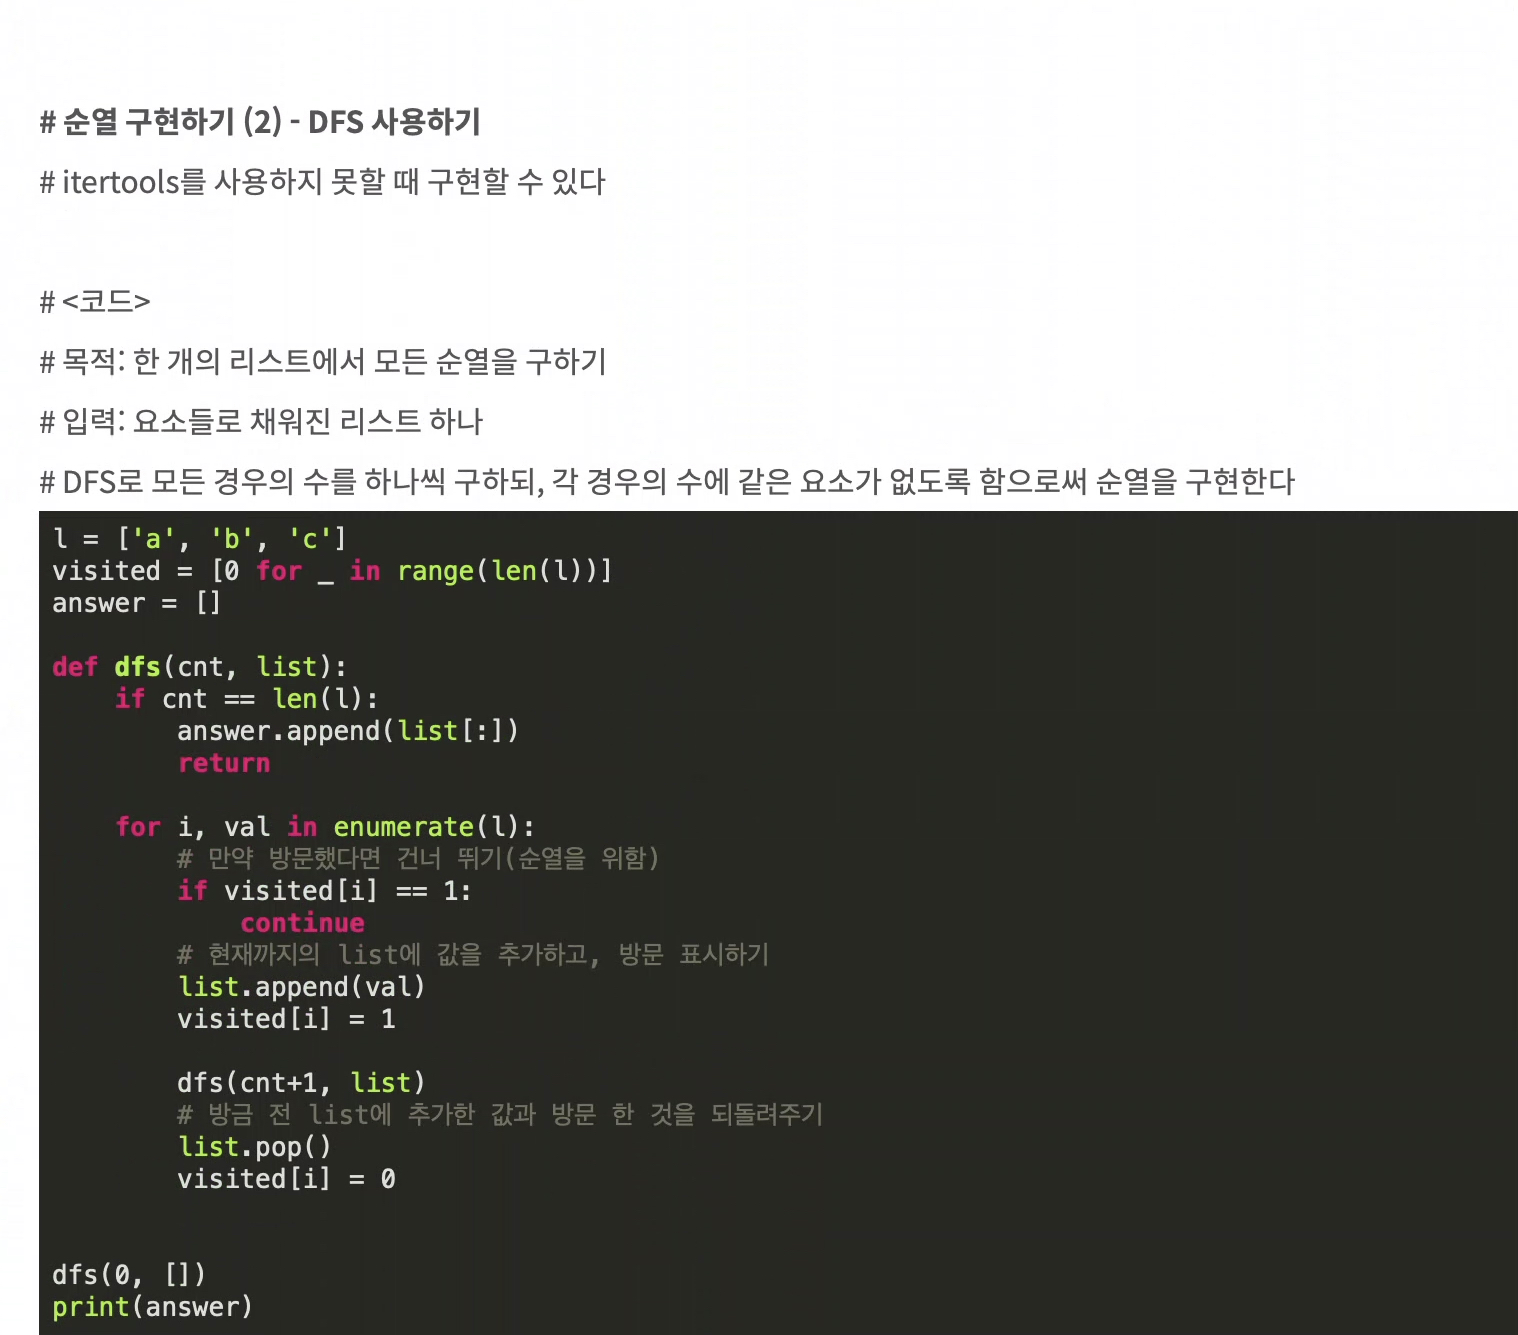 # 순열 구현하기 (2) - DFS 사용하기
# itertools를 사용하지 못할 때 구현할 수 있다
# <코드>
# 목적: 한 개의 리스트에서 모든 순열을 구하기
# 입력: 요소들로 채워진 리스트 하나
# DFS로 모든 경우의 수를 하나씩 구하되, 각 경우의 수에 같은 요소가 없도록 함으로써 순열을 구현한다
l = ['a', 'b', 'c']
visited = [0 for _ in range(len(l))]
answer = []
def dfs(cnt, list):
    if cnt == len(l):
        answer.append(list[:])
        return
    for i, val in enumerate(l):
        # 만약 방문했다면 건너 뛰기(순열을 위함)
        if visited[i] == 1:
            continue
        # 현재까지의 list에 값을 추가하고, 방문 표시하기
        list.append(val)
        visited[i] = 1
        dfs(cnt+1, list)
        # 방금 전 list에 추가한 값과 방문 한 것을 되돌려주기
        list.pop()
        visited[i] = 0
dfs(0, [])
print(answer)